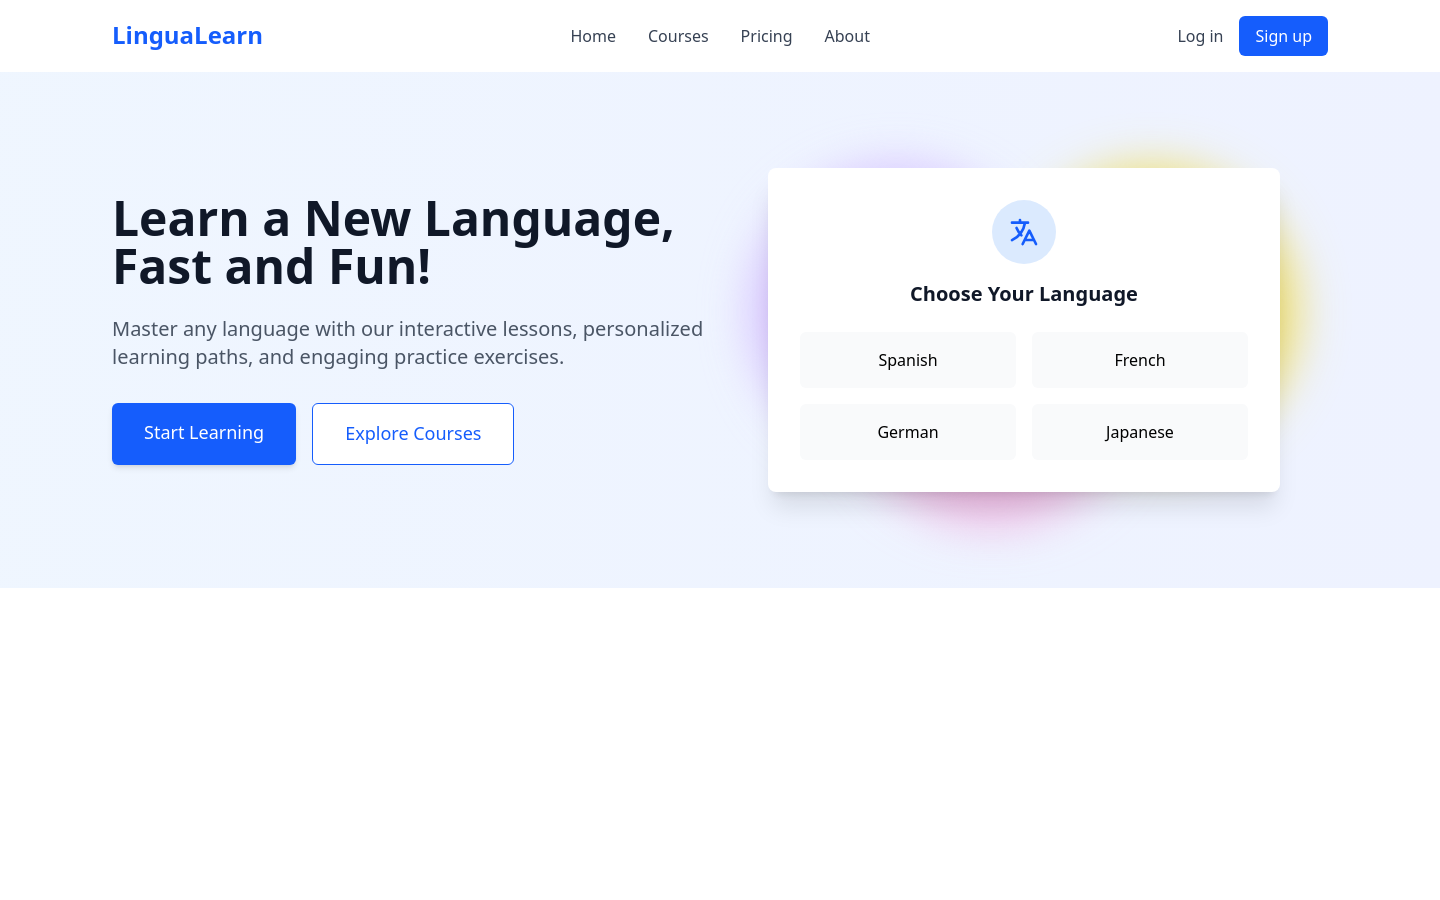 LinguaLearn
Home
Courses
Pricing
About
Log in
Sign up
Learn a New Language,
Fast and Fun!
Master any language with our interactive lessons, personalized
learning paths, and engaging practice exercises.
Start Learning
Explore Courses
Choose Your Language
Spanish
French
German
Japanese